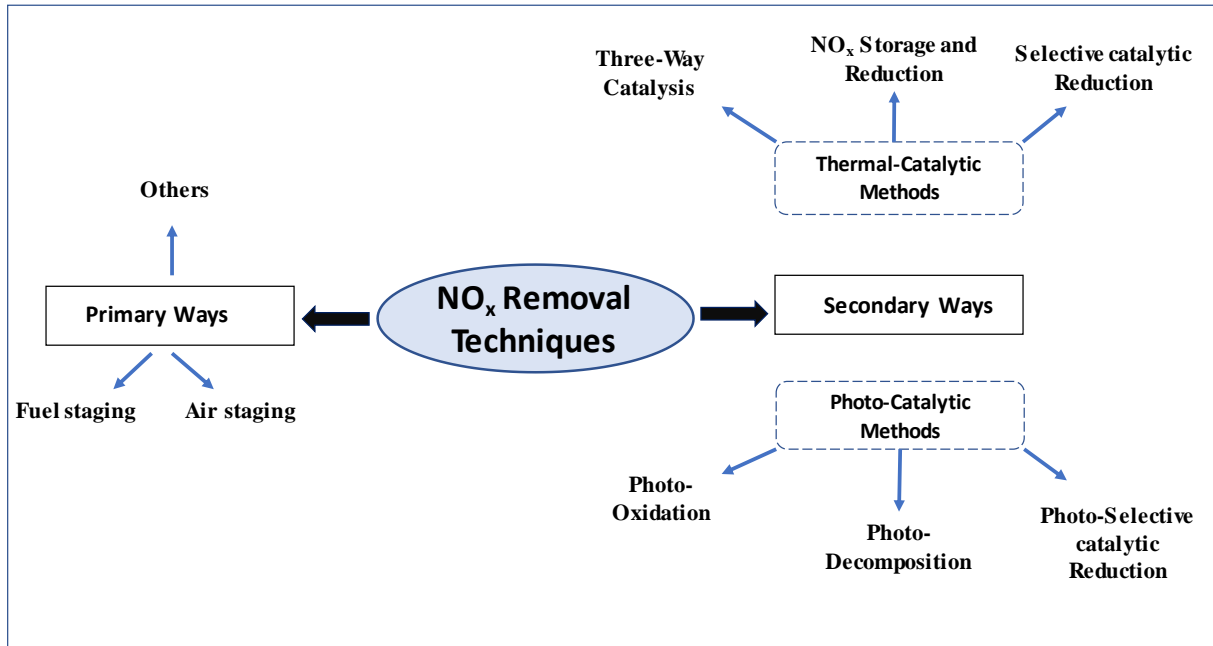 Three-Way
Catalysis
NOx Storage and
Reduction
Selective catalytic
Reduction
Thermal-Catalytic
Methods
Others
Primary Ways
NOx Removal
Techniques
Secondary Ways
Fuel staging
Air staging
Photo-Catalytic
Methods
Photo-
Oxidation
Photo-
Decomposition
Photo-Selective
catalytic
Reduction